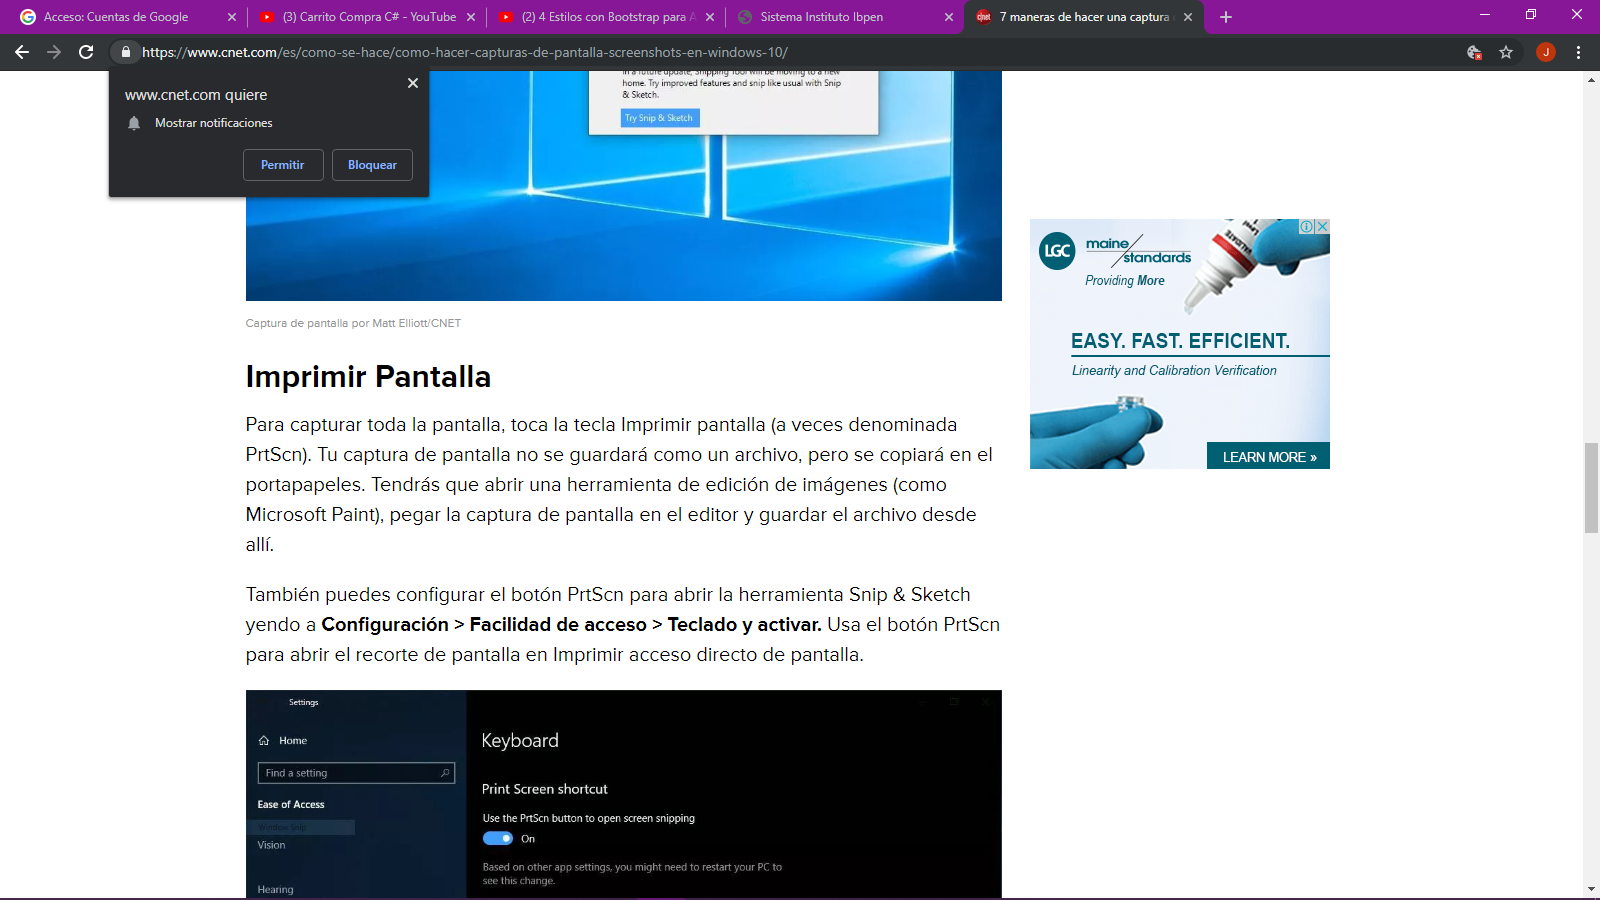 Acceso: Cuentas de Google
(3) Carrito Compra C# - YouTube
(2) 4 Estilos con Bootstrap para A
Sistema Instituto Ibpen
cnet
7 maneras de hacer una captura
https://www.cnet.com/es/como-se-hace/como-hacer-capturas-de-pantalla-screenshots-en-windows-10/
J
www.cnet.com quiere
Mostrar notificaciones
Permitir
Bloquear
In a future update, Snipping Tool will be moving to a new
home. Try improved features and snip like usual with Snip
& Sketch.
Try Snip & Sketch
Captura de pantalla por Matt Elliott/CNET
Imprimir Pantalla
Para capturar toda la pantalla, toca la tecla Imprimir pantalla (a veces denominada
PrtScn). Tu captura de pantalla no se guardará como un archivo, pero se copiará en el
portapapeles. Tendrás que abrir una herramienta de edición de imágenes (como
Microsoft Paint), pegar la captura de pantalla en el editor y guardar el archivo desde
allí.
También puedes configurar el botón PrtScn para abrir la herramienta Snip & Sketch
yendo a Configuración > Facilidad de acceso > Teclado y activar. Usa el botón PrtScn
para abrir el recorte de pantalla en Imprimir acceso directo de pantalla.
Settings
Home
Find a setting
Ease of Access
Window Snip
Vision
Hearing
Keyboard
Print Screen shortcut
Use the PrtScn button to open screen snipping
On
Based on other app settings, you might need to restart your PC to
see this change.
LGC
maine
standards
Providing More
VALIDATE
EASY. FAST. EFFICIENT.
Linearity and Calibration Verification
LEARN MORE »